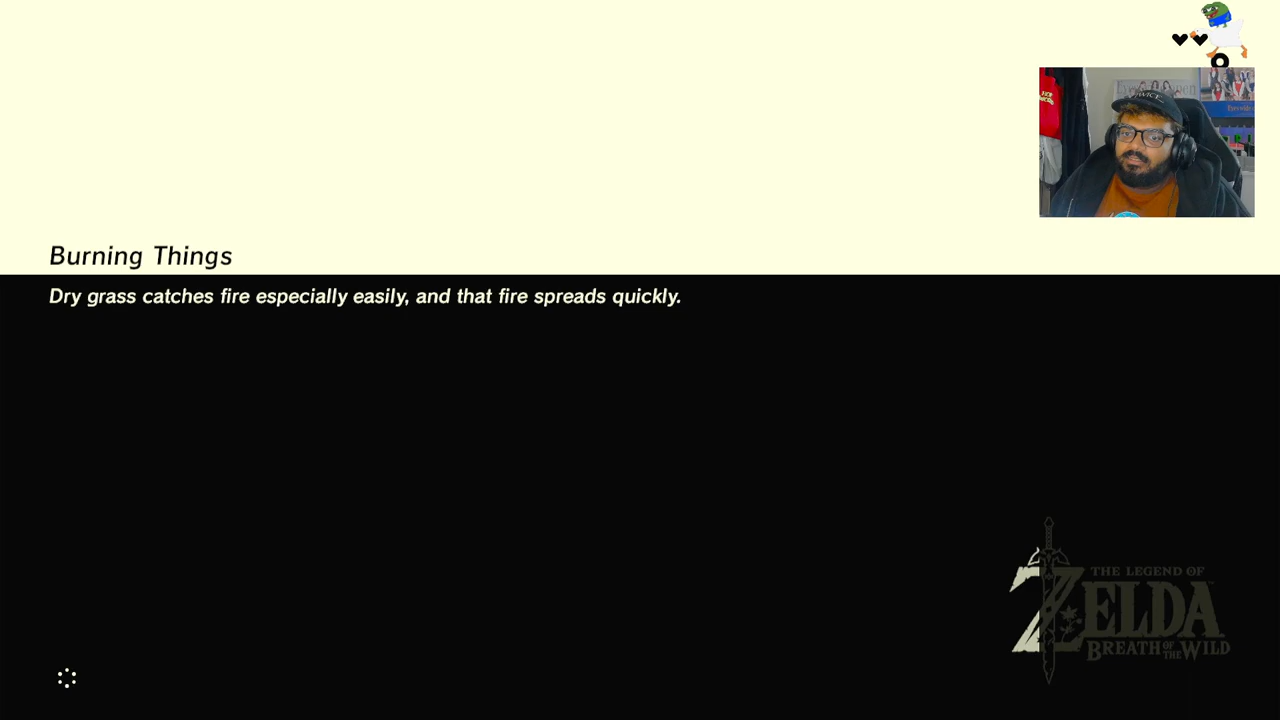 TWICE
Burning Things
Dry grass catches fire especially easily, and that fire spreads quickly.
THE LEGEND OF
ZELDA
BREATH OF THE WILD